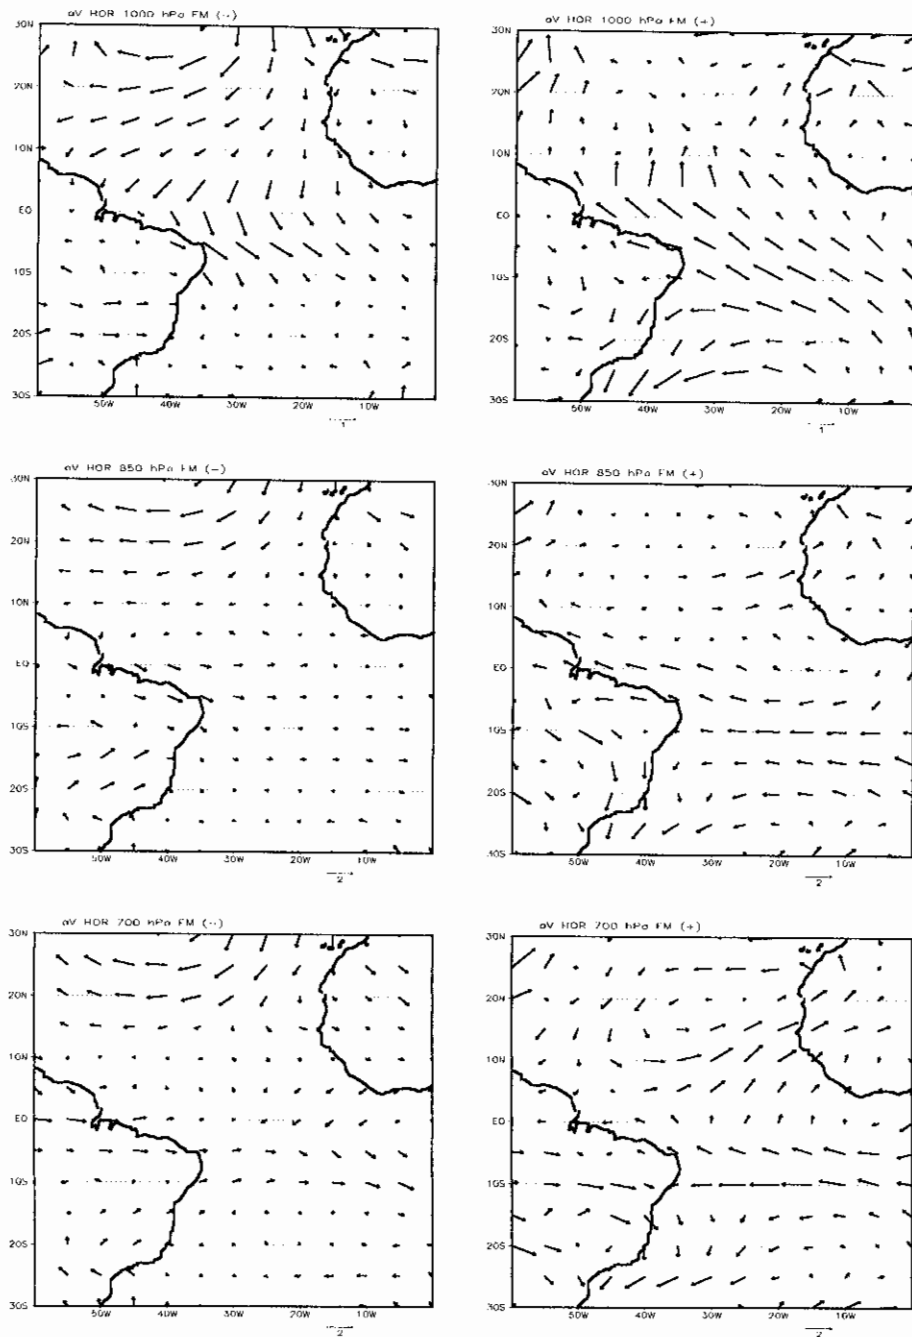 aV HOR 1000 hPa FM (-)
30N
20N
10N
EQ
10S
20S
30S
50W 40W 30W 20W 10W
1
aV HOR 1000 hPa FM (+)
30N
20N
10N
EQ
10S
20S
30S
50W 40W 30W 20W 10W
1
aV HOR 850 hPa FM (-)
30N
20N
10N
EQ
10S
20S
30S
50W 40W 30W 20W 10W
2
aV HOR 850 hPa FM (+)
30N
20N
10N
EQ
10S
20S
30S
50W 40W 30W 20W 10W
2
aV HOR 700 hPa FM (-)
30N
20N
10N
EQ
10S
20S
30S
50W 40W 30W 20W 10W
2
aV HOR 700 hPa FM (+)
30N
20N
10N
EQ
10S
20S
30S
50W 40W 30W 20W 10W
2